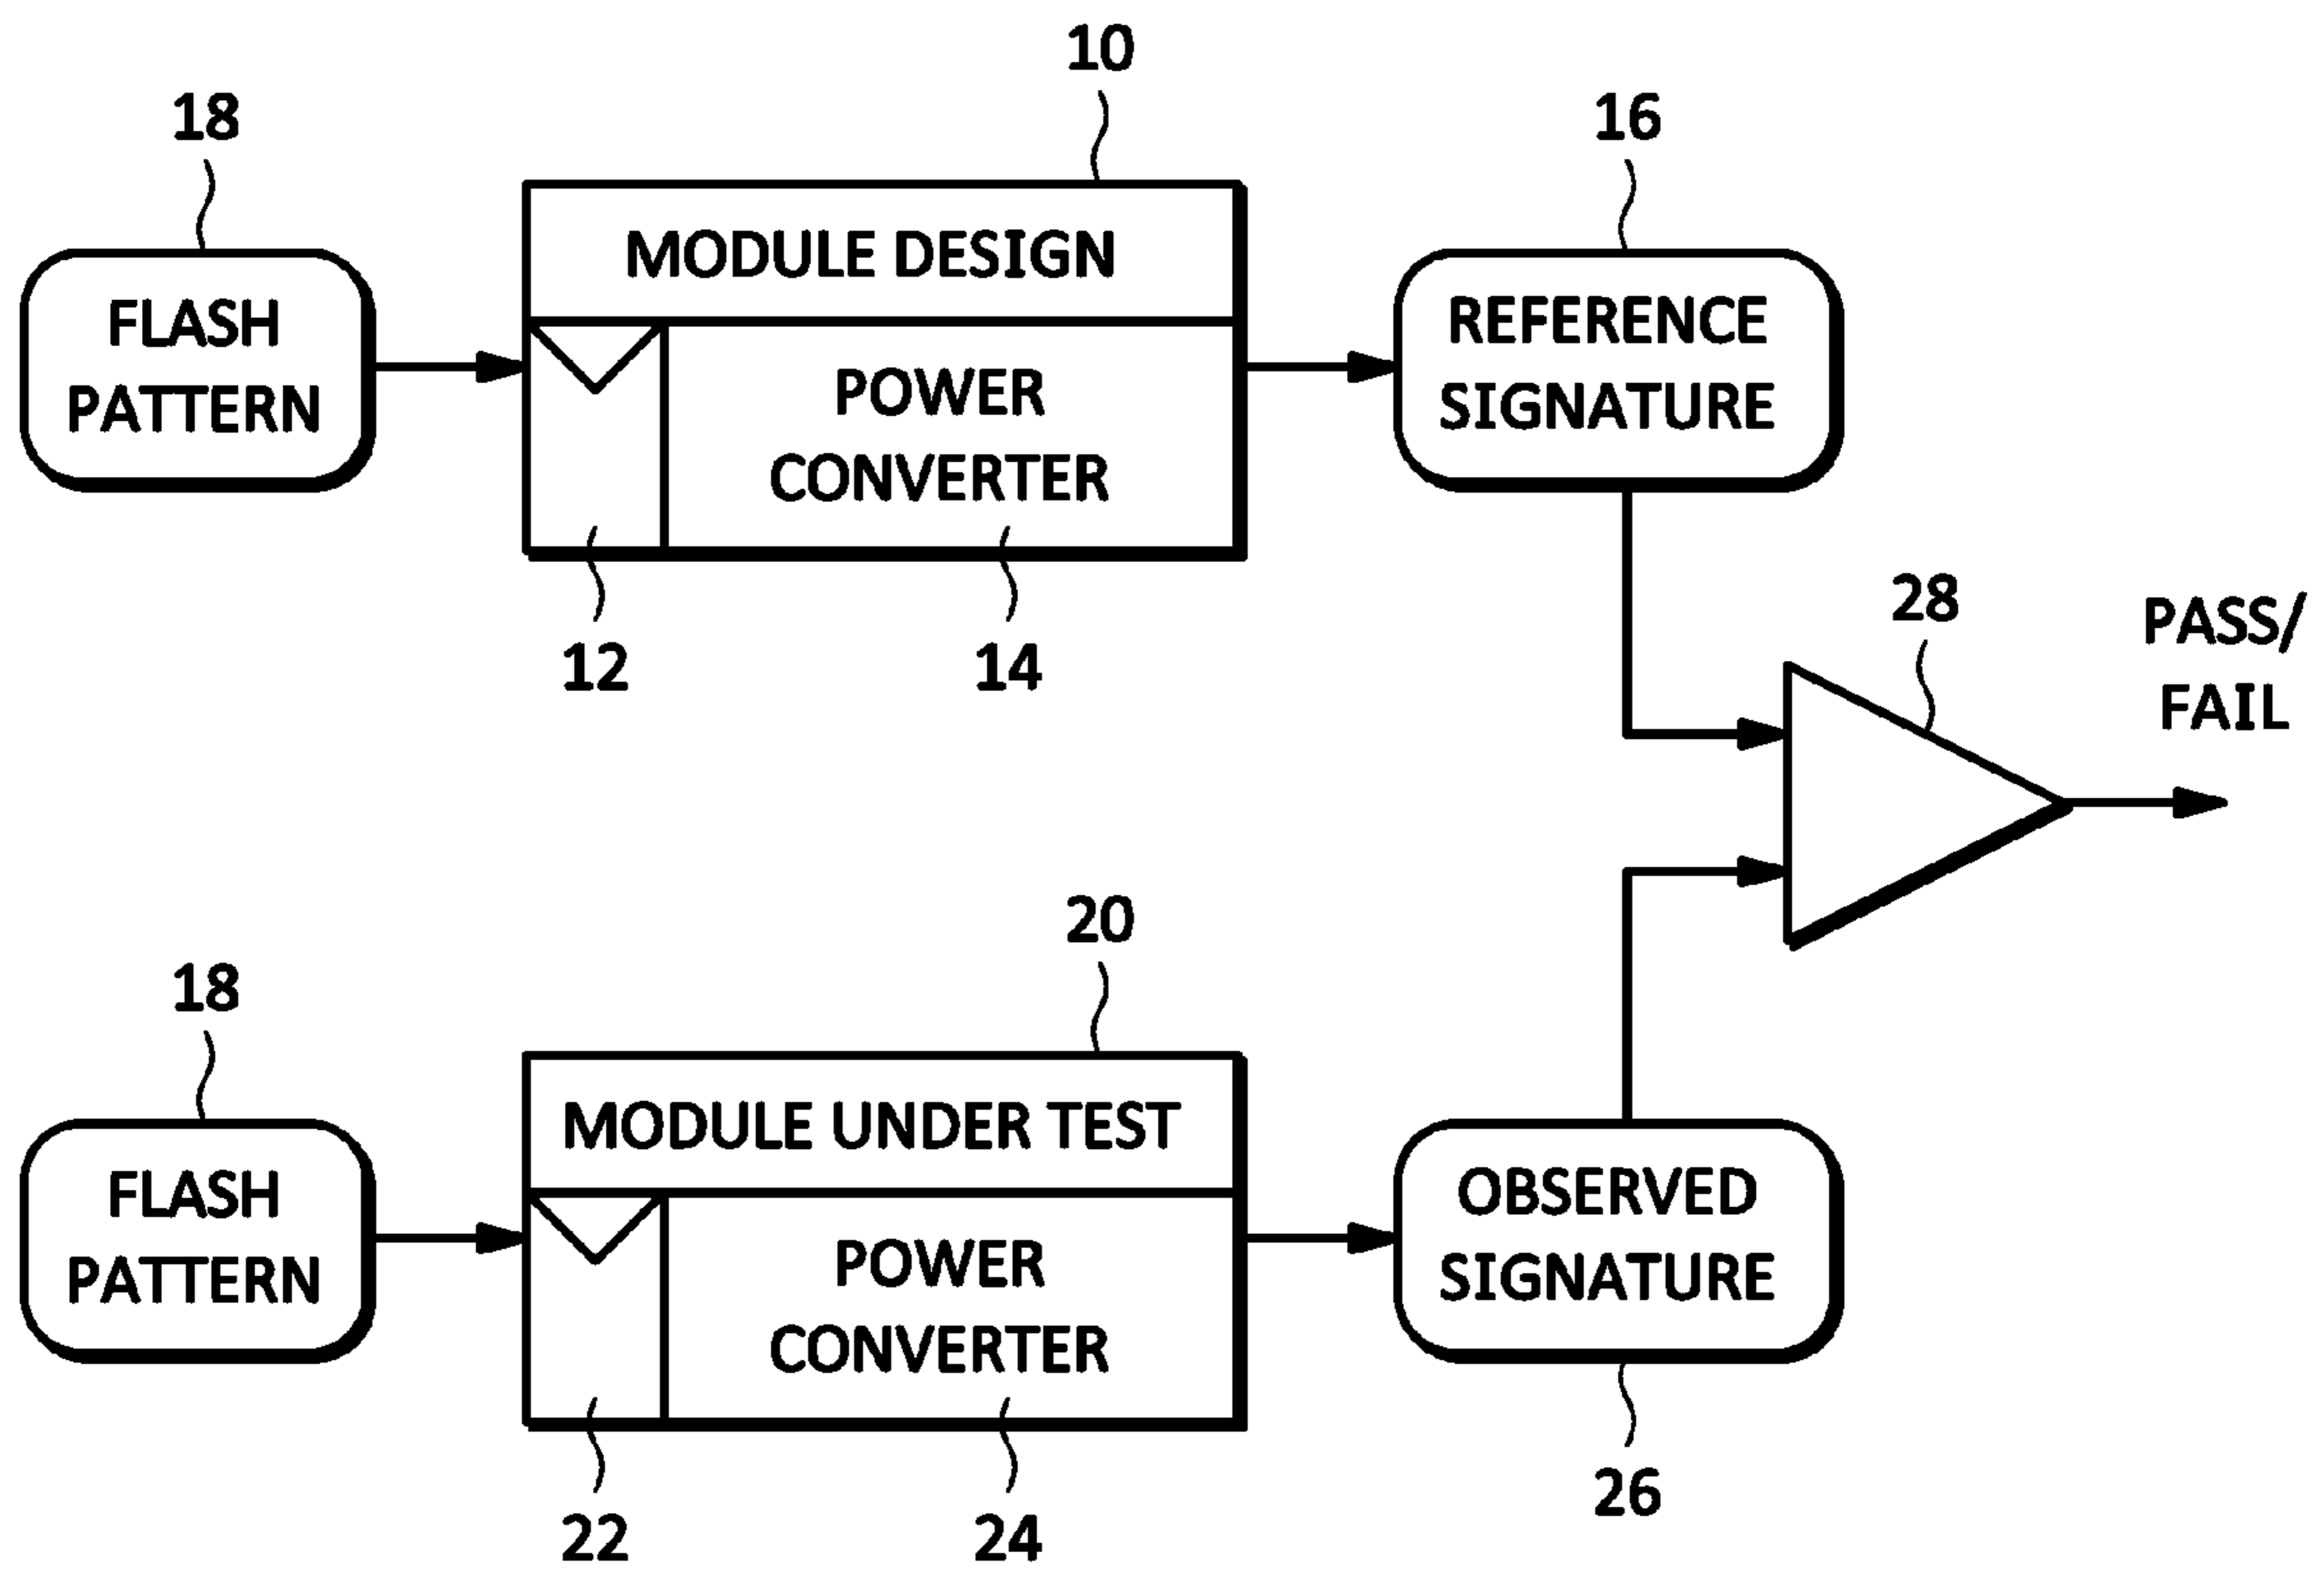 10
18
16
MODULE DESIGN
FLASH
PATTERN
POWER
CONVERTER
REFERENCE
SIGNATURE
12
14
28
PASS/
FAIL
20
18
MODULE UNDER TEST
FLASH
PATTERN
POWER
CONVERTER
OBSERVED
SIGNATURE
22
24
26